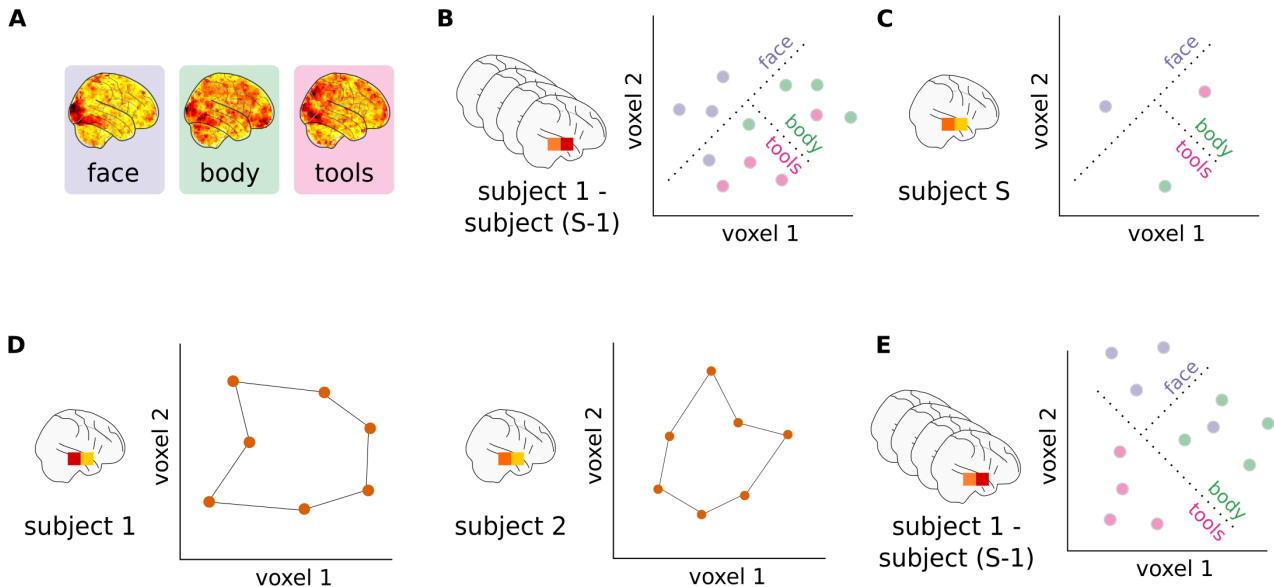 A
face
body
tools
B
subject 1 -
subject (S-1)
voxel 2
face
body
tools
voxel 1
C
subject S
voxel 2
face
body
tools
voxel 1
D
subject 1
voxel 2
voxel 1
subject 2
voxel 2
voxel 1
E
subject 1 -
subject (S-1)
voxel 2
face
body
tools
voxel 1